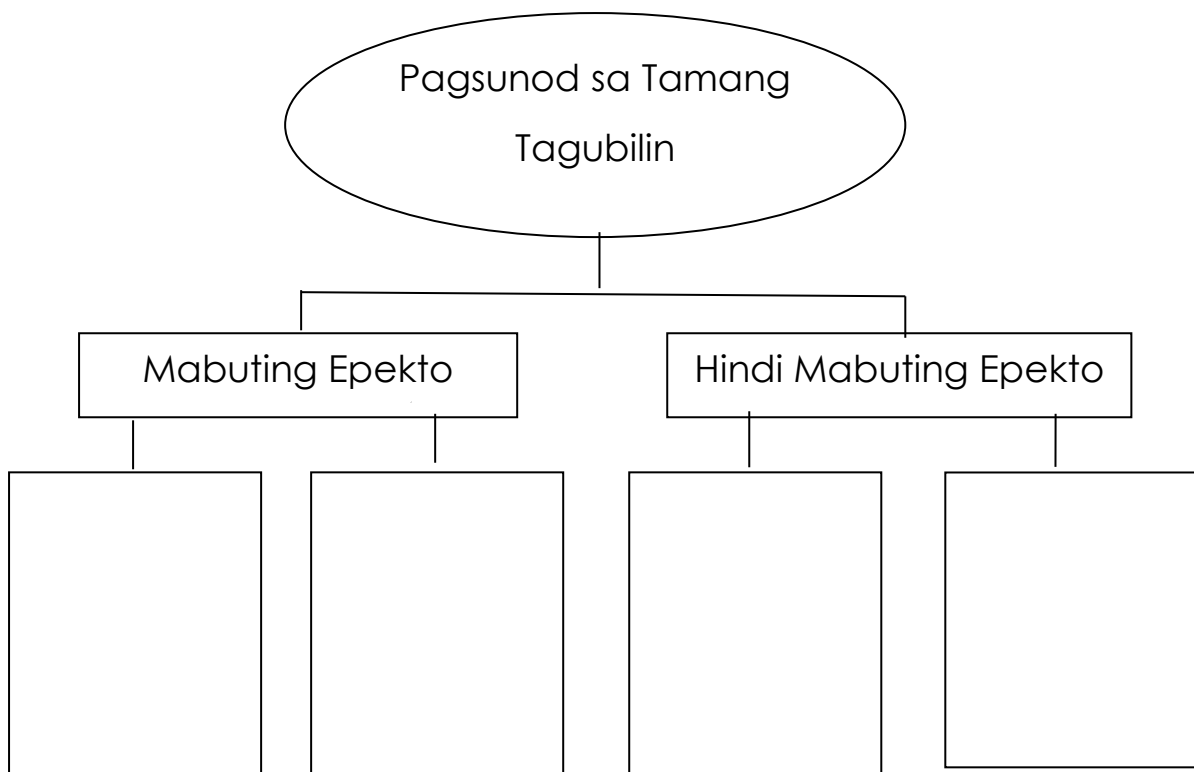 Pagsunod sa Tamang
Tagubilin
Mabuting Epekto
Hindi Mabuting Epekto